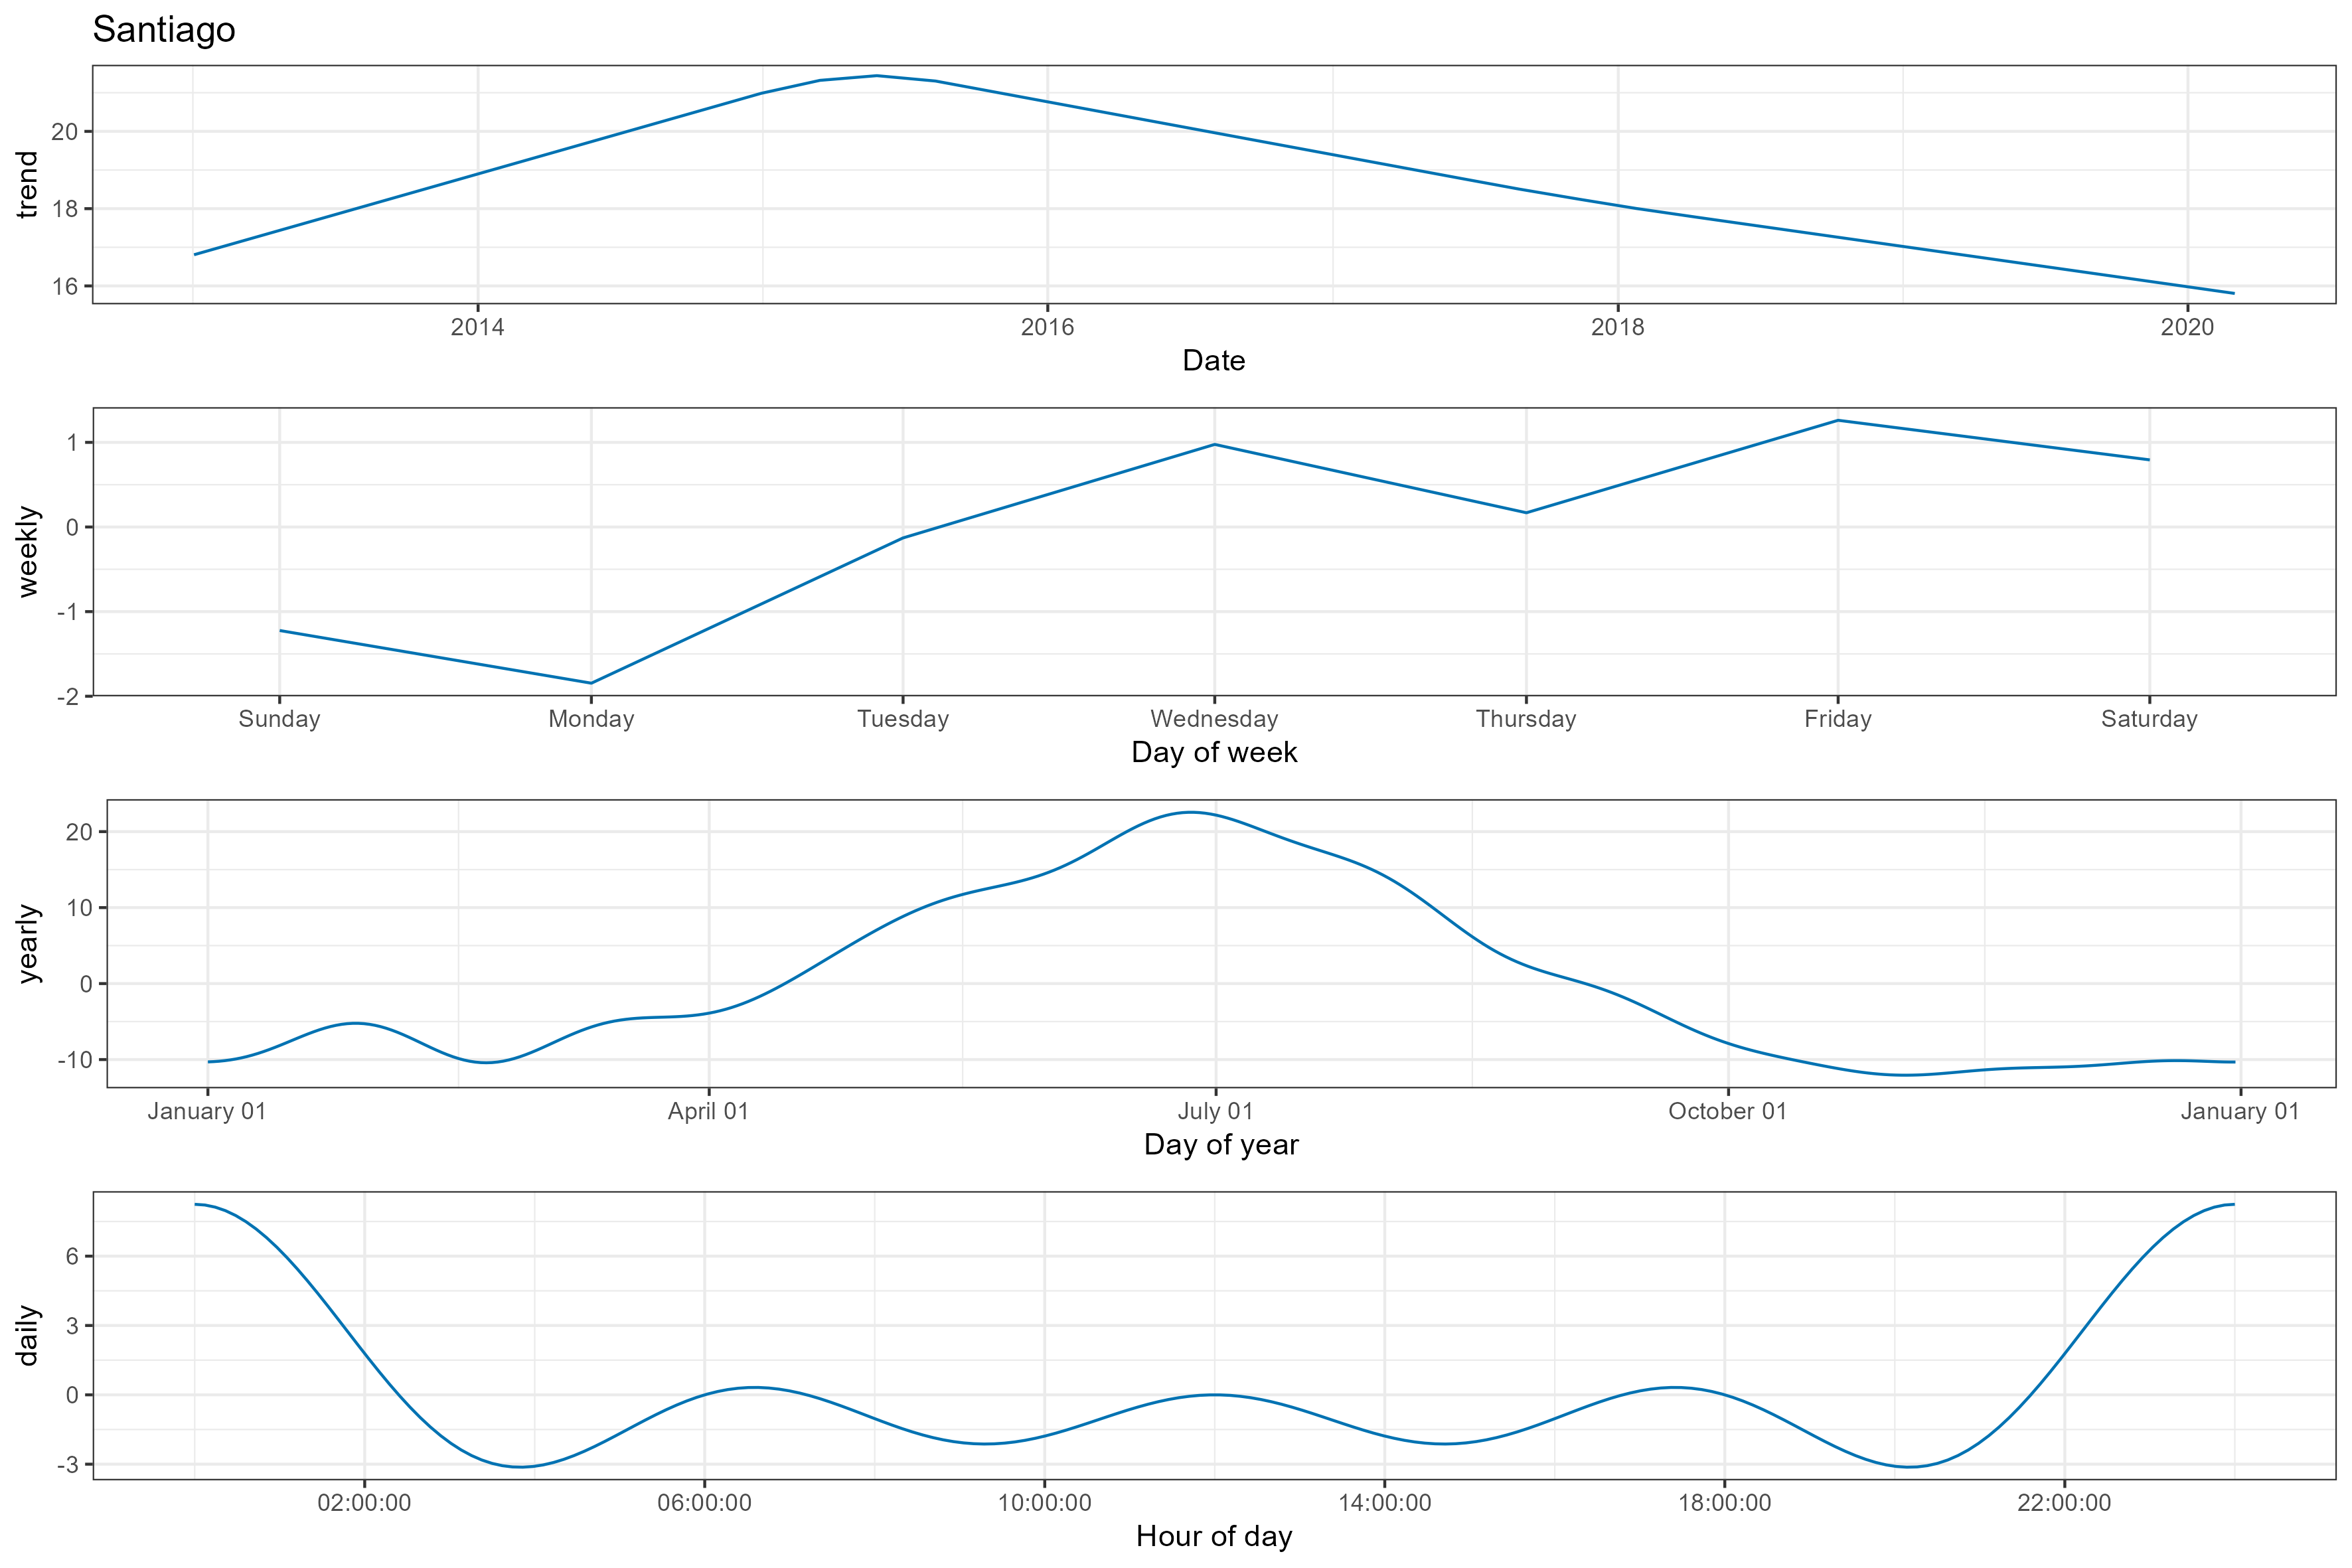 Santiago
trend
20
18
16
2014 2016 2018 2020
Date
weekly
1
0
-1
-2
Sunday Monday Tuesday Wednesday Thursday Friday Saturday
Day of week
yearly
20
10
0
-10
January 01 April 01 July 01 October 01 January 01
Day of year
daily
6
3
0
-3
02:00:00 06:00:00 10:00:00 14:00:00 18:00:00 22:00:00
Hour of day